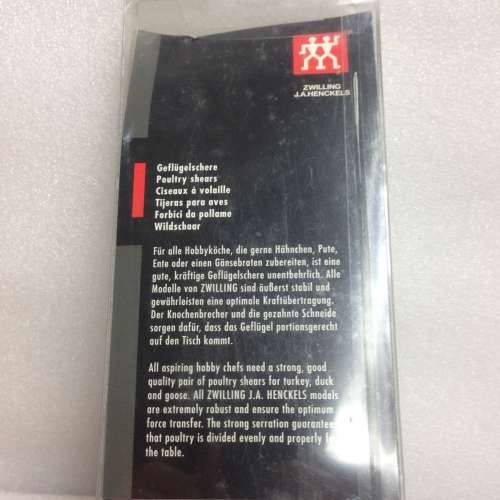 ZWILLING
J.A.HENCKELS
Geflügelschere
Poultry shears
Ciseaux á volaille
Tijeras para aves
Forbici da pollame
Wildschaar
Für alle Hobbyköche, die gerne Hähnchen, Pute,
Ente oder einen Gänsebraten zubereiten, ist eine
gute, kräftige Geflügelschere unentbehrlich. Alle
Modelle von ZWILLING sind äußerst stabil und
gewährleisten eine optimale Kraftübertragung.
Der Knochenbrecher und die gezahnte Schneide
sorgen dafür, dass das Geflügel portionsgerecht
auf den Tisch kommt.
All aspiring hobby chefs need a strong, good
quality pair of poultry shears for turkey, duck
and goose. All ZWILLING J.A. HENCKELS models
are extremely robust and ensure the optimum
force transfer. The strong serration guarantee
that poultry is divided evenly and properly
the table.